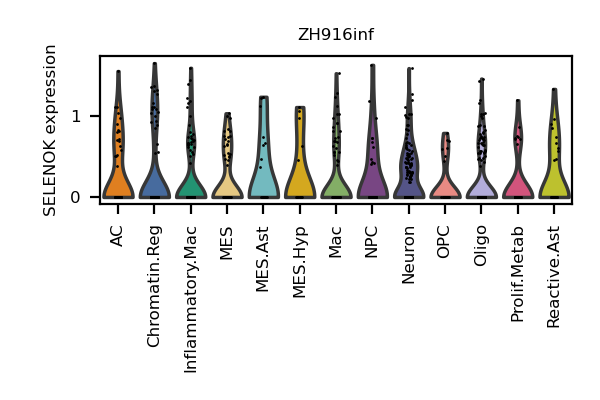 ZH916inf
SELENOK expression
1
0
AC
Chromatin.Reg
Inflammatory.Mac
MES
MES.Ast
MES.Hyp
Mac
NPC
Neuron
OPC
Oligo
Prolif.Metab
Reactive.Ast